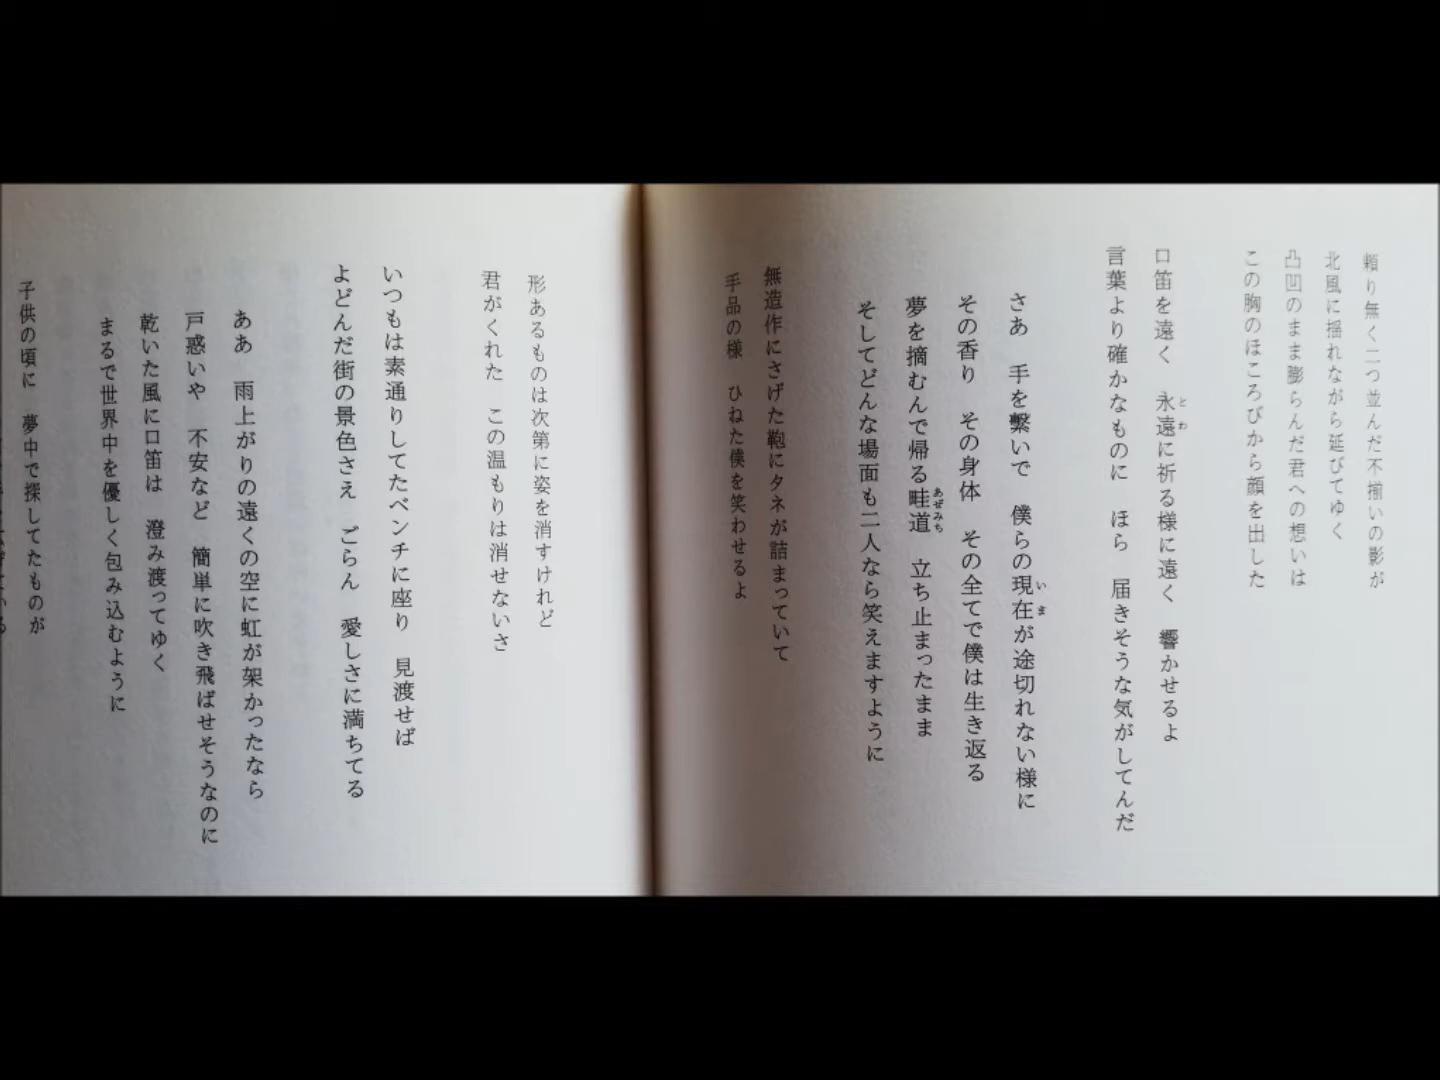 頼り無く二つ並んだ不揃いの影が
北風に揺れながら延びてゆく
凸凹のまま膨らんだ君への想いは
この胸のほころびから顔を出した
口笛を遠く　永遠に祈る様に遠く　響かせるよ
とわ
言葉より確かなものに　ほら　届きそうな気がしてんだ
さあ　手を繋いで　僕らの現在が途切れない様に
いま
その香り　その身体　その全てで僕は生き返る
夢を摘むんで帰る畦道　立ち止まったまま
あぜみち
そしてどんな場面も二人なら笑えますように
無造作にさげた鞄にタネが詰まっていて
手品の様　ひねた僕を笑わせるよ
形あるものは次第に姿を消すけれど
君がくれた　この温もりは消せないさ
いつもは素通りしてたベンチに座り　見渡せば
よどんだ街の景色さえ　ごらん　愛しさに満ちてる
ああ　雨上がりの遠くの空に虹が架かったなら
戸惑いや　不安など　簡単に吹き飛ばせそうなのに
乾いた風に口笛は　澄み渡ってゆく
まるで世界中を優しく包み込むように
子供の頃に　夢中で探してたものが